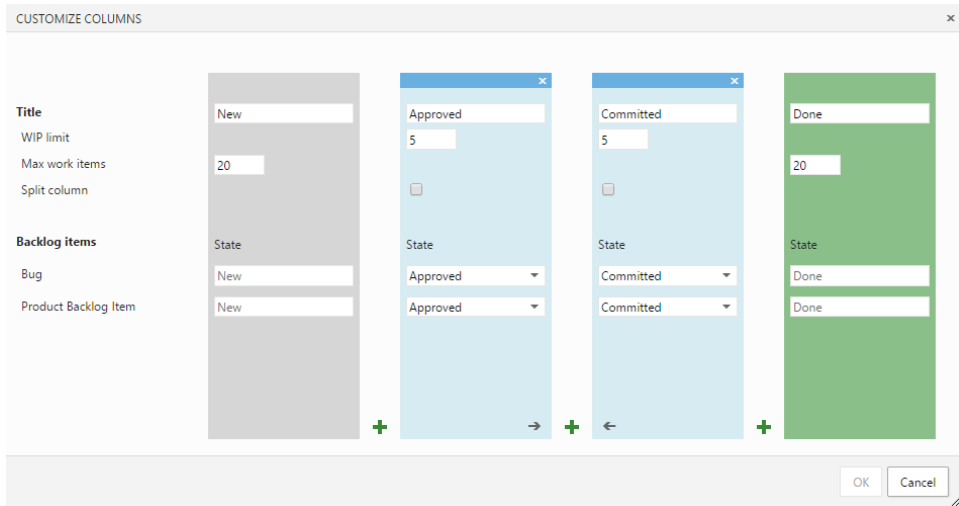 CUSTOMIZE COLUMNS
Title New Approved Committed Done
WIP limit 5 5
Max work items 20 20
Split column
Backlog items State State State State
Bug New Approved Committed Done
Product Backlog Item New Approved Committed Done
OK Cancel